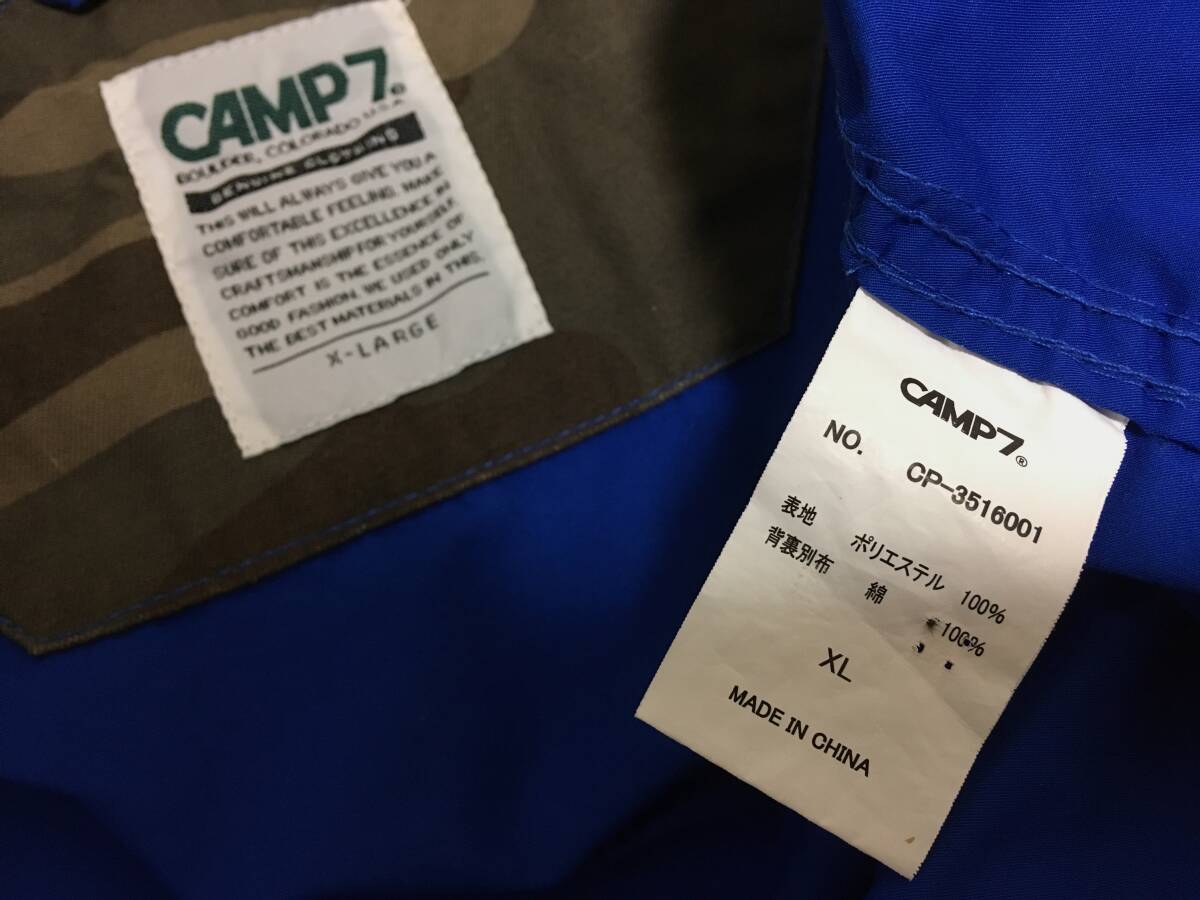 CAMP7®
BOULDER, COLORADO U.S.A
GENUINE CLOTHING
THIS WILL ALWAYS GIVE YOU A
COMFORTABLE FEELING. MAKE
SURE OF THIS EXCELLENCE IN
CRAFTSMANSHIP FOR YOURSELF.
COMFORT IS THE ESSENCE OF
GOOD FASHION. WE USED ONLY
THE BEST MATERIALS IN THIS.
X-LARGE
CAMP7®
NO. CP-3516001
表地 ポリエステル 100%
背裏別布 綿 100%
XL
MADE IN CHINA